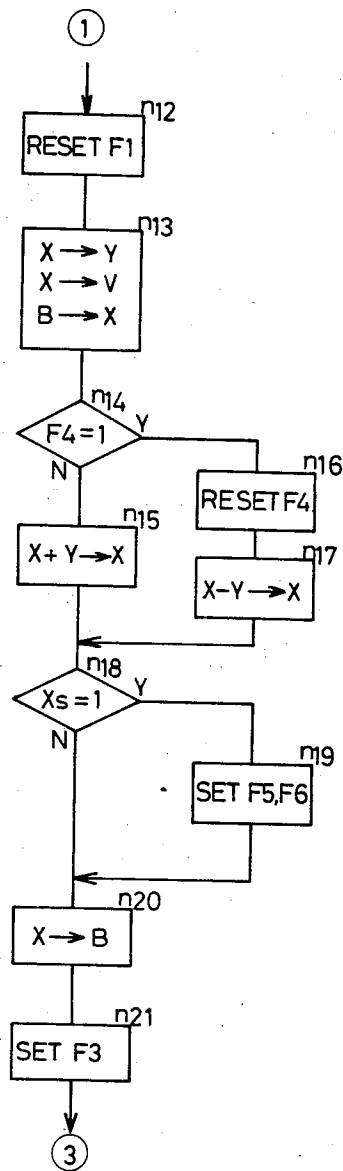 1
n12
RESET F1
n13
X → Y
X → V
B → X
n14
F4=1
Y
N
n16
RESET F4
n15
X+Y→X
n17
X-Y→X
n18
Xs=1
Y
N
n19
SET F5,F6
n20
X→B
n21
SET F3
3